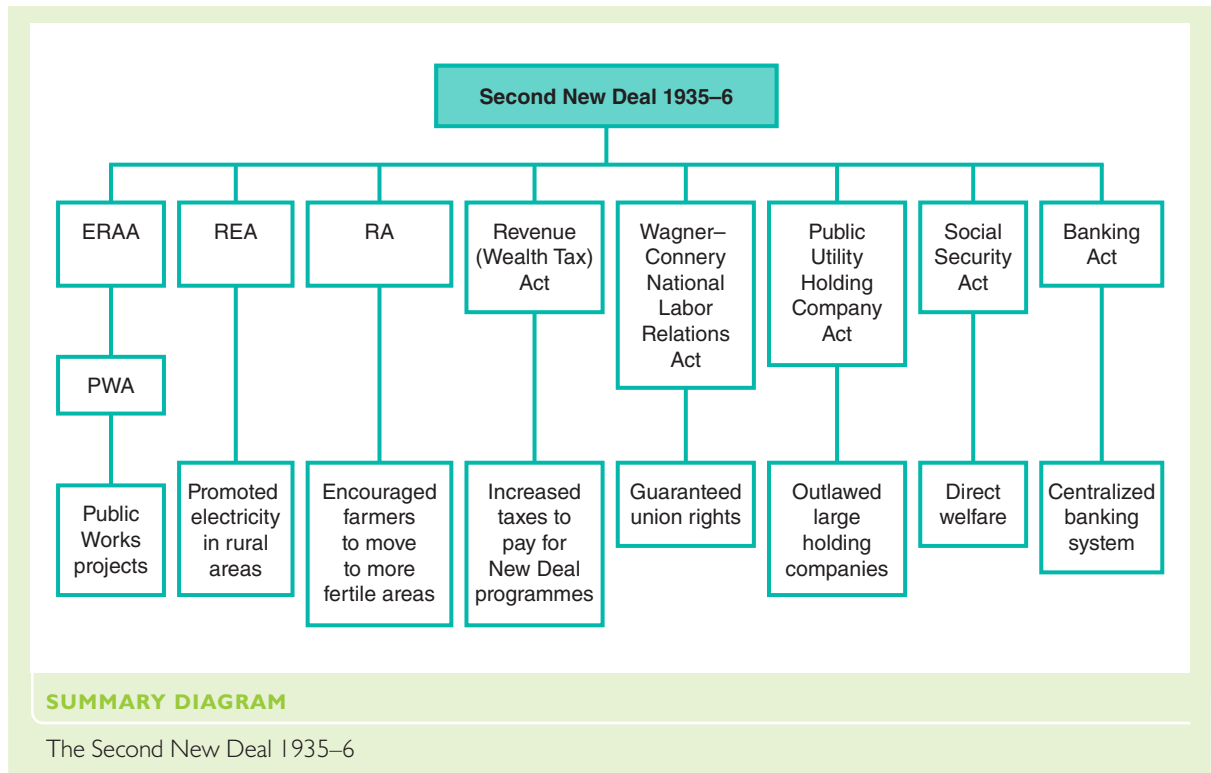 Second New Deal 1935–6
ERAA
REA
RA
Revenue
(Wealth Tax)
Act
Wagner–
Connery
National
Labor
Relations
Act
Public
Utility
Holding
Company
Act
Social
Security
Act
Banking
Act
PWA
Public
Works
projects
Promoted
electricity
in rural
areas
Encouraged
farmers
to move
to more
fertile areas
Increased
taxes to
pay for
New Deal
programmes
Guaranteed
union rights
Outlawed
large
holding
companies
Direct
welfare
Centralized
banking
system
SUMMARY DIAGRAM
The Second New Deal 1935–6